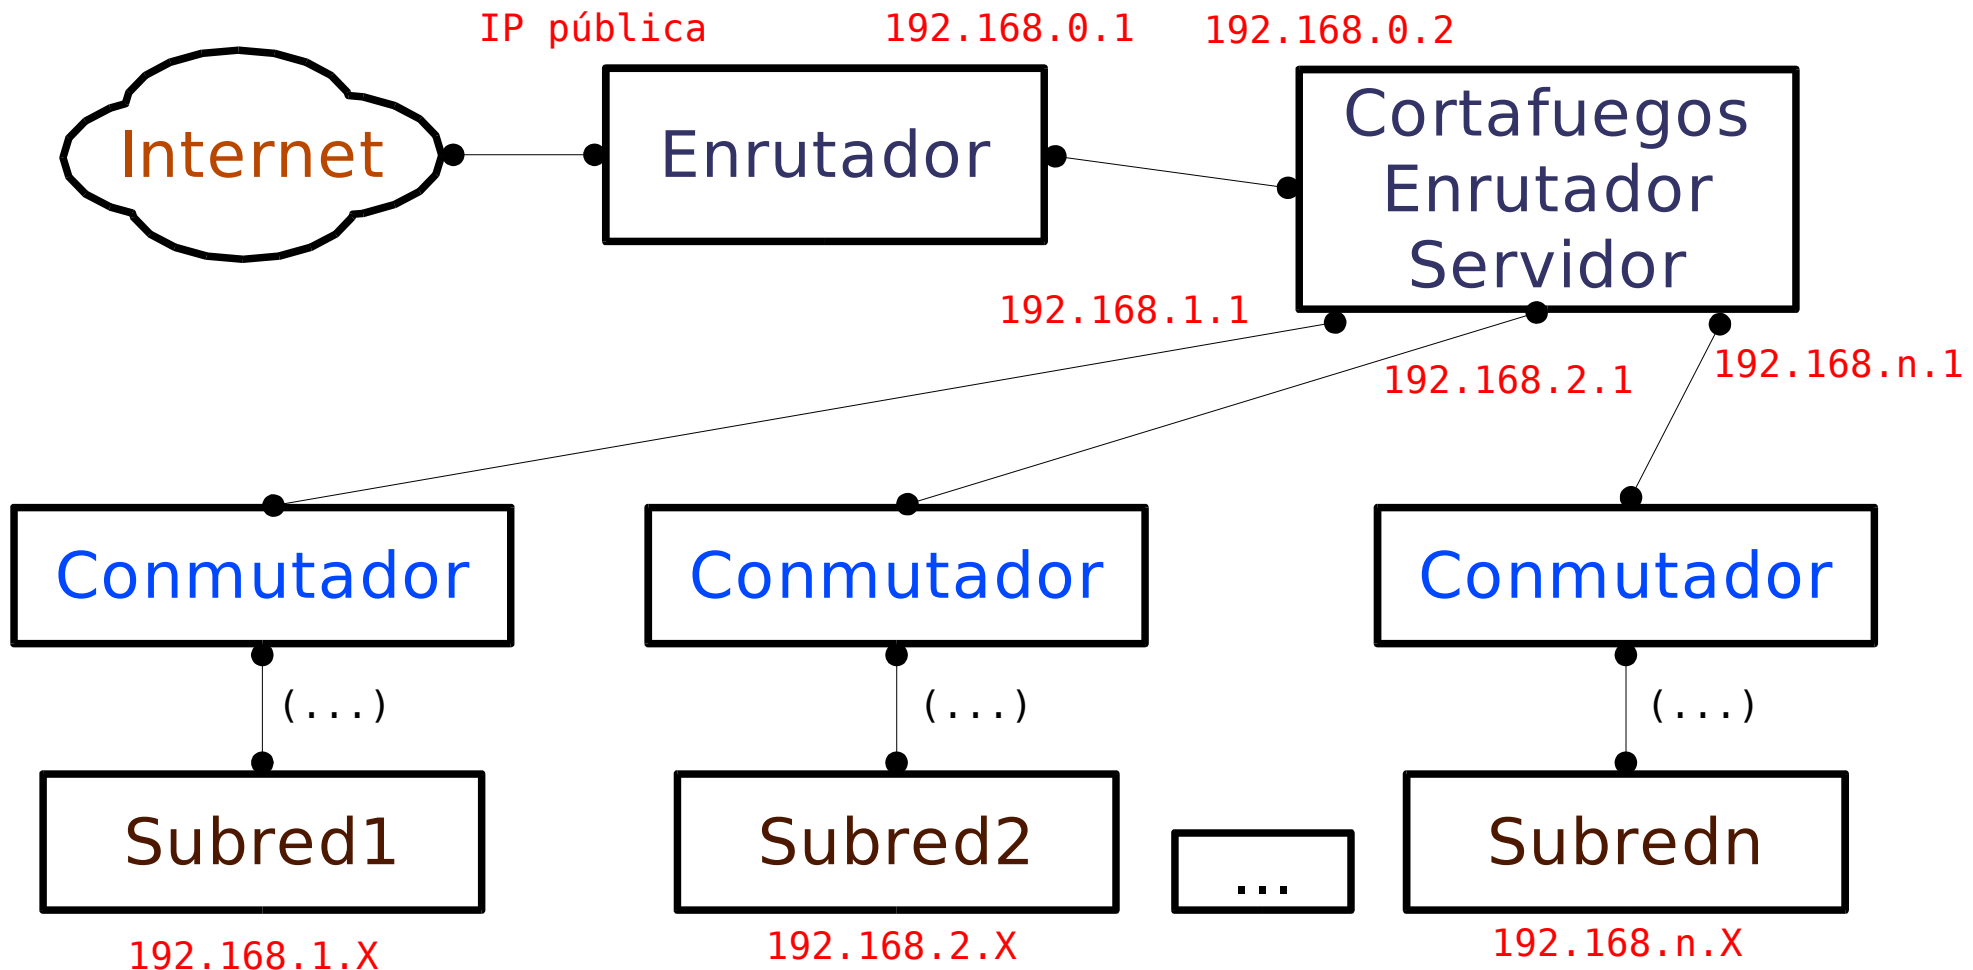 IP pública
192.168.0.1
192.168.0.2
Internet
Enrutador
Cortafuegos
Enrutador
Servidor
192.168.1.1
192.168.2.1
192.168.n.1
Conmutador
Conmutador
Conmutador
(...)
(...)
(...)
Subred1
Subred2
...
Subredn
192.168.1.X
192.168.2.X
192.168.n.X